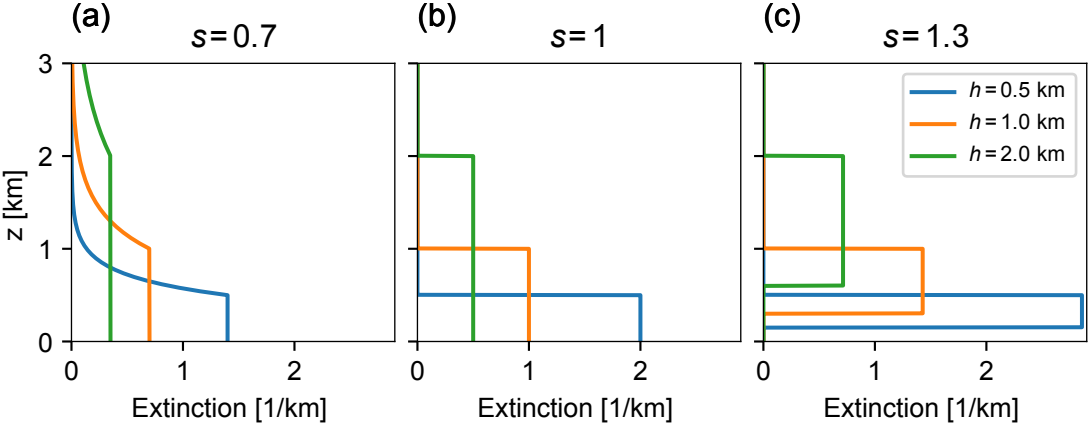 (a)
s = 0.7
(b)
s = 1
(c)
s = 1.3
3
2
1
0
z [km]
0 1 2
Extinction [1/km]
0 1 2
Extinction [1/km]
0 1 2
Extinction [1/km]
h = 0.5 km
h = 1.0 km
h = 2.0 km